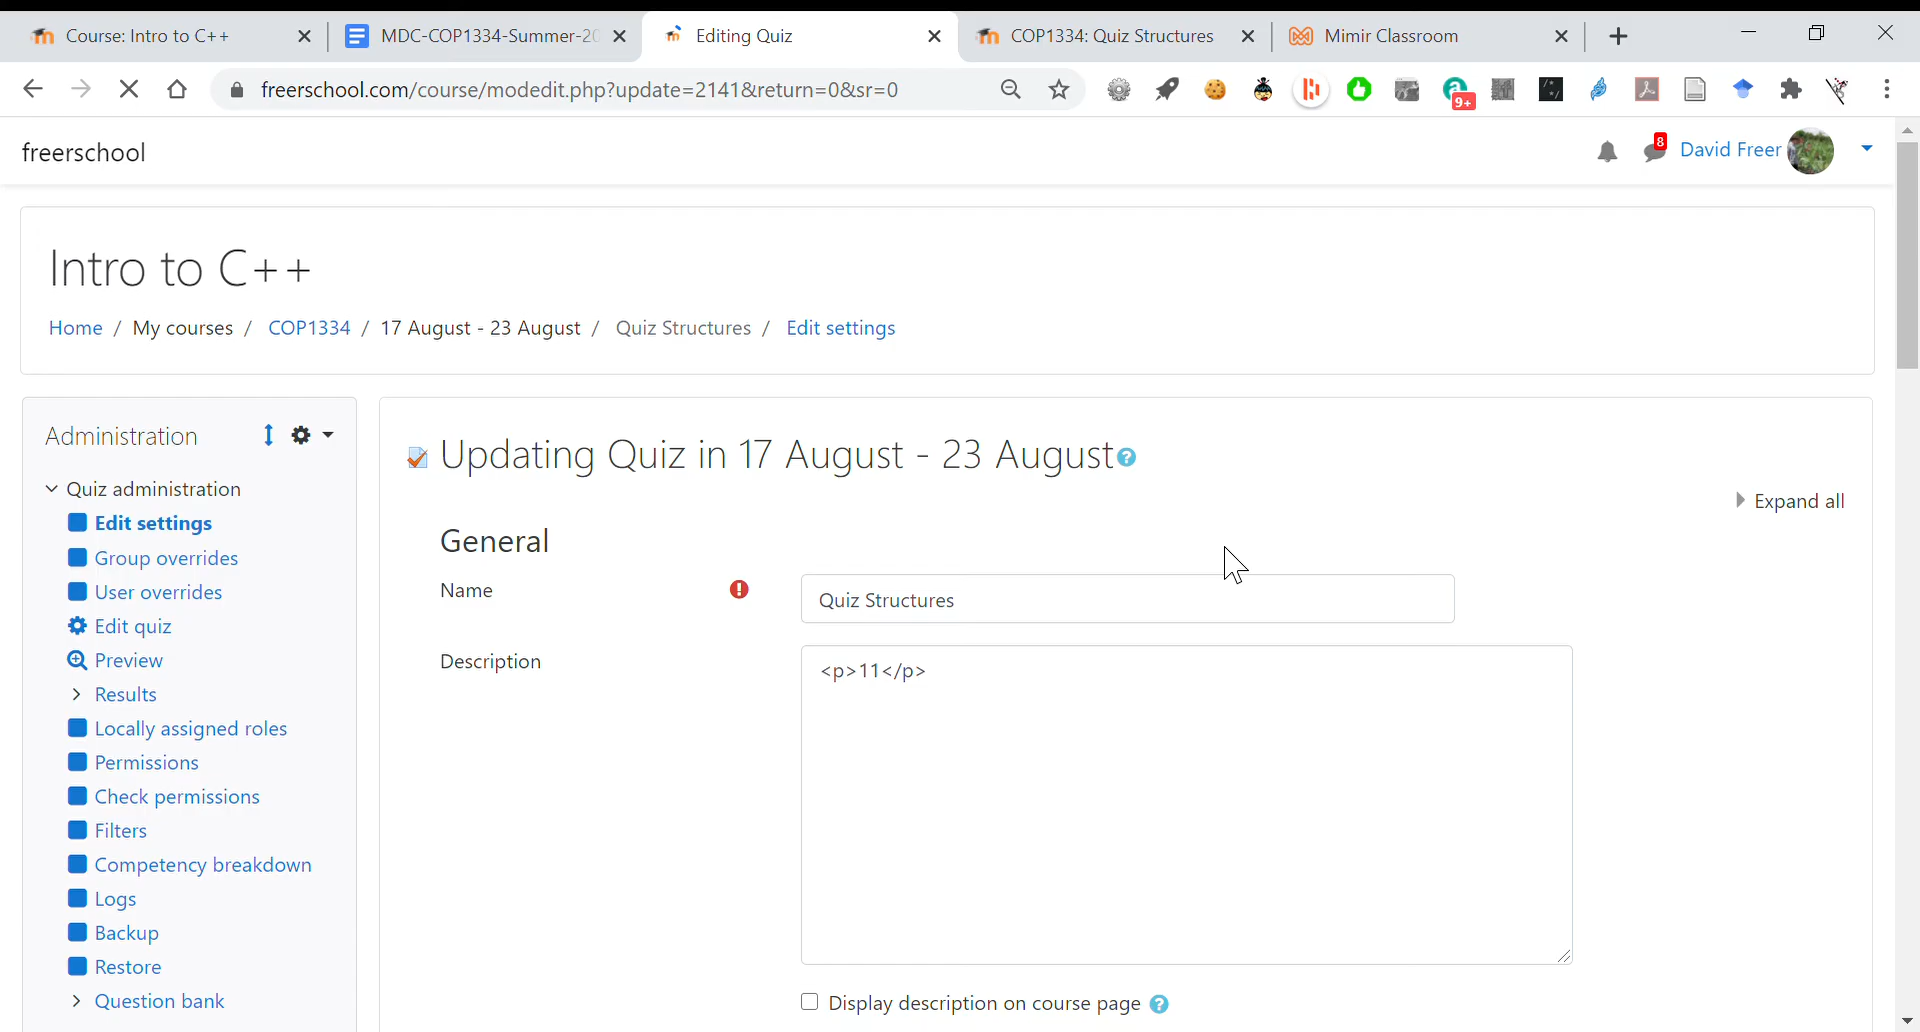 Course: Intro to C++
MDC-COP1334-Summer-20
Editing Quiz
COP1334: Quiz Structures
Mimir Classroom
freerschool.com/course/modedit.php?update=2141&return=0&sr=0
9+
freerschool
8
David Freer
Intro to C++
Home / My courses / COP1334 / 17 August - 23 August / Quiz Structures / Edit settings
Administration
Quiz administration
Edit settings
Group overrides
User overrides
Edit quiz
Preview
Results
Locally assigned roles
Permissions
Check permissions
Filters
Competency breakdown
Logs
Backup
Restore
Question bank
Updating Quiz in 17 August - 23 August
Expand all
General
Name
Quiz Structures
Description
<p>11</p>
Display description on course page